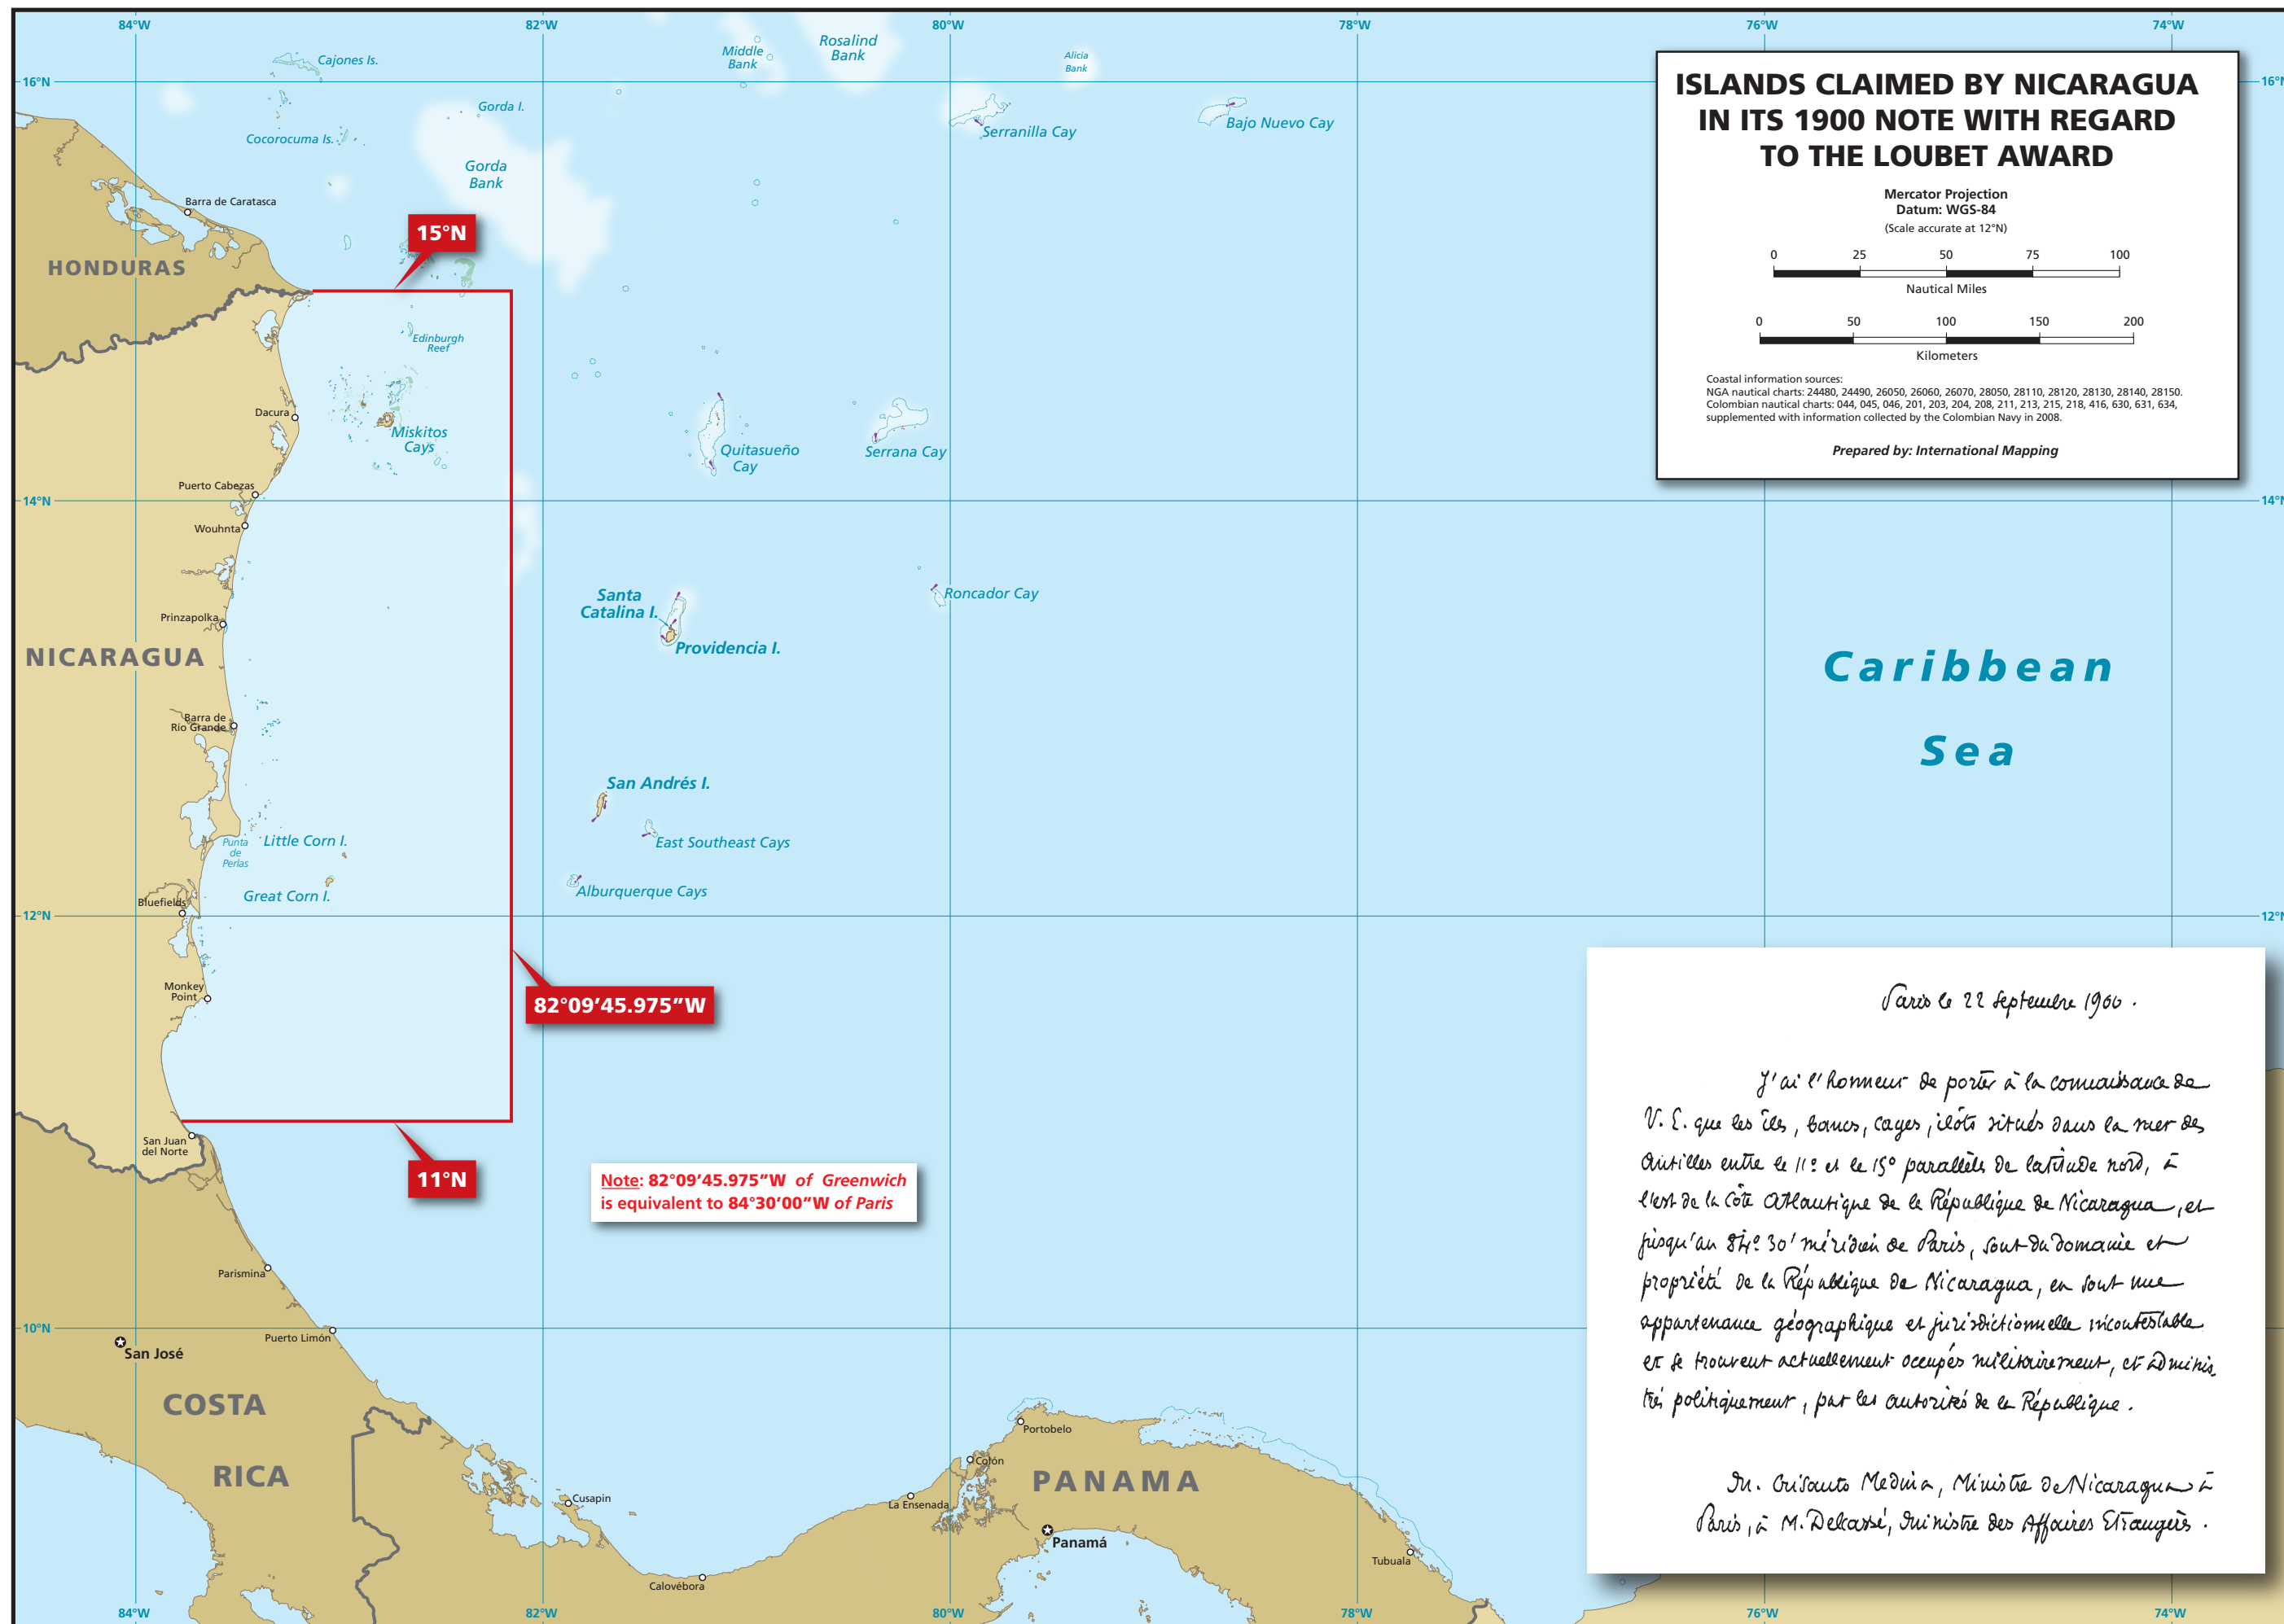 84°W
82°W
80°W
78°W
76°W
74°W
16°N
16°N
Cajones Is.
Middle
Bank
Rosalind
Bank
Alicia
Bank
Gorda I.
Cocorocuma Is.
Serranilla Cay
Bajo Nuevo Cay
Gorda
Bank
Barra de Caratasca
HONDURAS
15°N
Edinburgh
Reef
Dacura
Miskitos
Cays
Quitasueño
Cay
Serrana Cay
Puerto Cabezas
14°N
14°N
Wouhnta
Santa
Catalina I.
Roncador Cay
Prinzapolka
Providencia I.
NICARAGUA
Caribbean
Sea
Barra de
Río Grande
San Andrés I.
Punta
de
Perlas
Little Corn I.
East Southeast Cays
Great Corn I.
Alburquerque Cays
Bluefields
12°N
12°N
Monkey
Point
82°09’45.975”W
San Juan
del Norte
11°N
Note: 82°09’45.975”W of Greenwich
is equivalent to 84°30’00”W of Paris
Parismina
10°N
Puerto Limón
San José
COSTA
RICA
Portobelo
Colón
PANAMA
La Ensenada
Cusapin
Panamá
Calovébora
Tubuala
84°W
82°W
80°W
78°W
76°W
74°W
ISLANDS CLAIMED BY NICARAGUA
IN ITS 1900 NOTE WITH REGARD
TO THE LOUBET AWARD
Mercator Projection
Datum: WGS-84
(Scale accurate at 12°N)
0 25 50 75 100
Nautical Miles
0 50 100 150 200
Kilometers
Coastal information sources:
NGA nautical charts: 24480, 24490, 26050, 26060, 26070, 28050, 28110, 28120, 28130, 28140, 28150.
Colombian nautical charts: 044, 045, 046, 201, 203, 204, 208, 211, 213, 215, 218, 416, 630, 631, 634,
supplemented with information collected by the Colombian Navy in 2008.
Prepared by: International Mapping
Paris le 22 Septembre 1900.
J'ai l'honneur de porter à la connaissance de
V. E. que les îles, bancs, cayes, ilôts situés dans la mer des
Antilles entre le 11º et le 15º parallèle de latitude nord, à
l'est de la Côte Atlantique de la République de Nicaragua, et
jusqu'au 84º 30' méridien de Paris, sont du domaine et
propriété de la République de Nicaragua, en sont une
appartenance géographique et jurisdictionnelle incontestable
et se trouvent actuellement occupés militairement, et adminis-
trés politiquement, par les autorités de la République.
M. Crisanto Medina, Ministre de Nicaragua à
Paris, à M. Delcassé, Ministre des Affaires Etrangères.